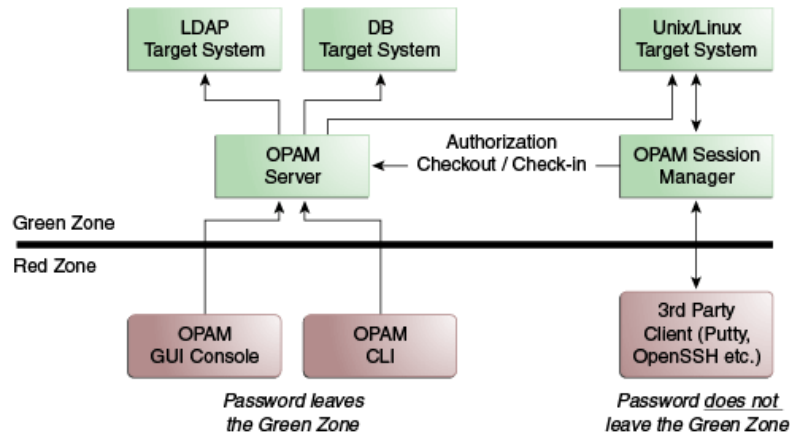 LDAP
Target System
DB
Target System
Unix/Linux
Target System
OPAM
Server
Authorization
Checkout / Check-in
OPAM Session
Manager
Green Zone
Red Zone
OPAM
GUI Console
OPAM
CLI
3rd Party
Client (Putty,
OpenSSH etc.)
Password leaves
the Green Zone
Password does not
leave the Green Zone